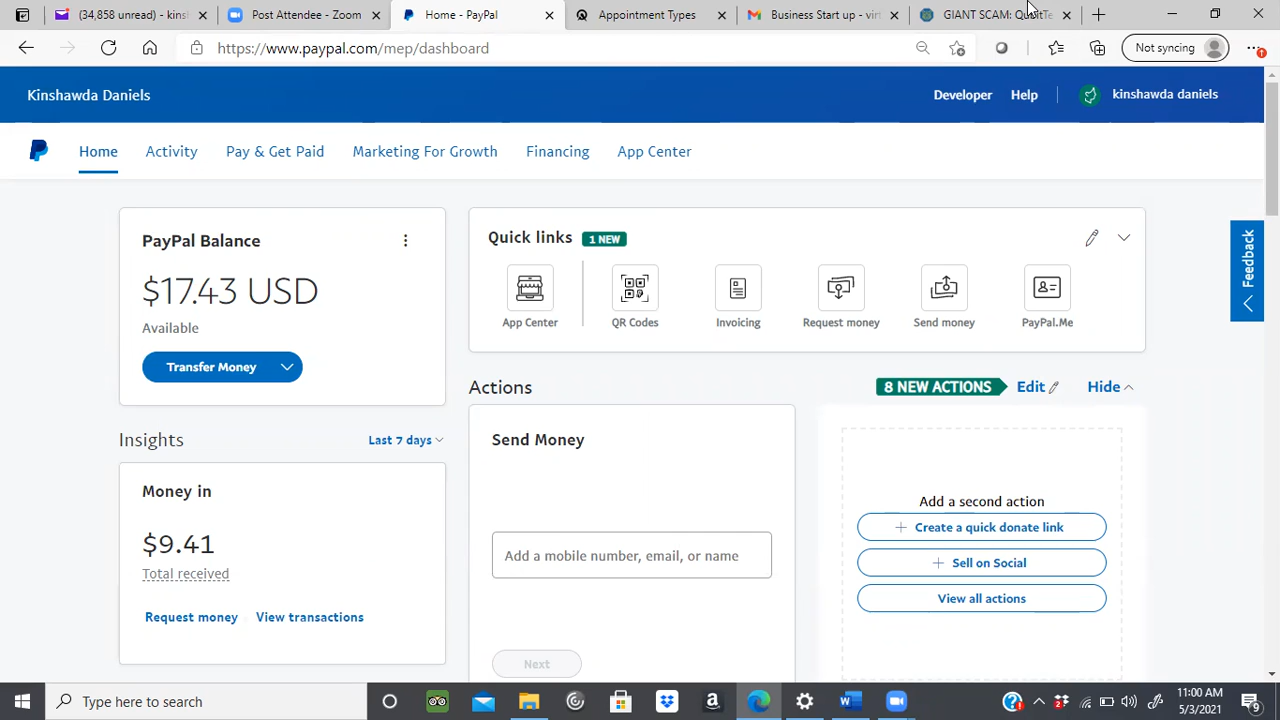 (34,858 unread) - kins
Post Attendee - Zoom
Home - PayPal
Appointment Types
Business Start up - virt
GIANT SCAM:
https://www.paypal.com/mep/dashboard
Not syncing
Kinshawda Daniels
Developer
Help
kinshawda daniels
Home
Activity
Pay & Get Paid
Marketing For Growth
Financing
App Center
PayPal Balance
$17.43 USD
Available
Transfer Money
Quick links
1 NEW
App Center
QR Codes
Invoicing
Request money
Send money
PayPal.Me
Feedback
Actions
8 NEW ACTIONS
Edit
Hide
Insights
Last 7 days
Money in
$9.41
Total received
Request money
View transactions
Send Money
Add a mobile number, email, or name
Next
Add a second action
Create a quick donate link
Sell on Social
View all actions
Type here to search
11:00 AM
5/3/2021